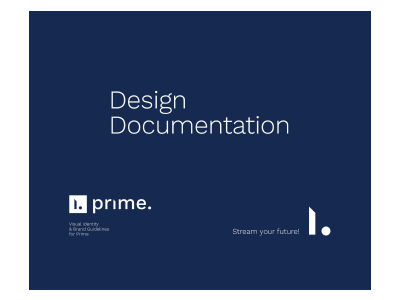 Design
Documentation
prime.
Visual Identity
& Brand Guidelines
for Prime
Stream your future!